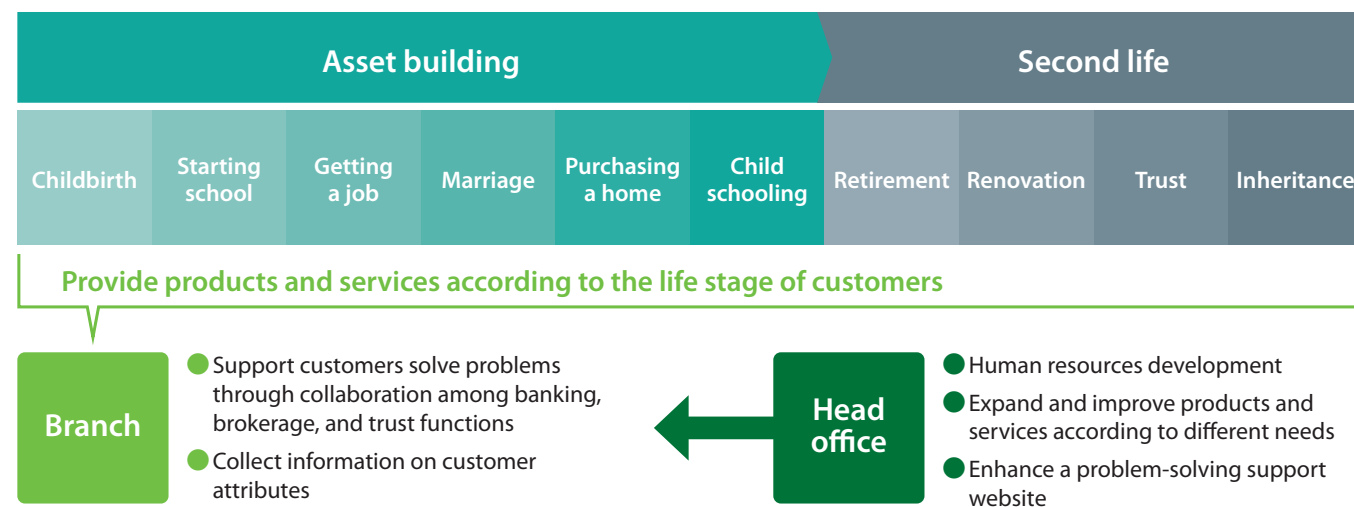 Asset building
Second life
Childbirth
Starting
school
Getting
a job
Marriage
Purchasing
a home
Child
schooling
Retirement
Renovation
Trust
Inheritance
Provide products and services according to the life stage of customers
Branch
Support customers solve problems
through collaboration among banking,
brokerage, and trust functions
Collect information on customer
attributes
Head
office
Human resources development
Expand and improve products and
services according to different needs
Enhance a problem-solving support
website